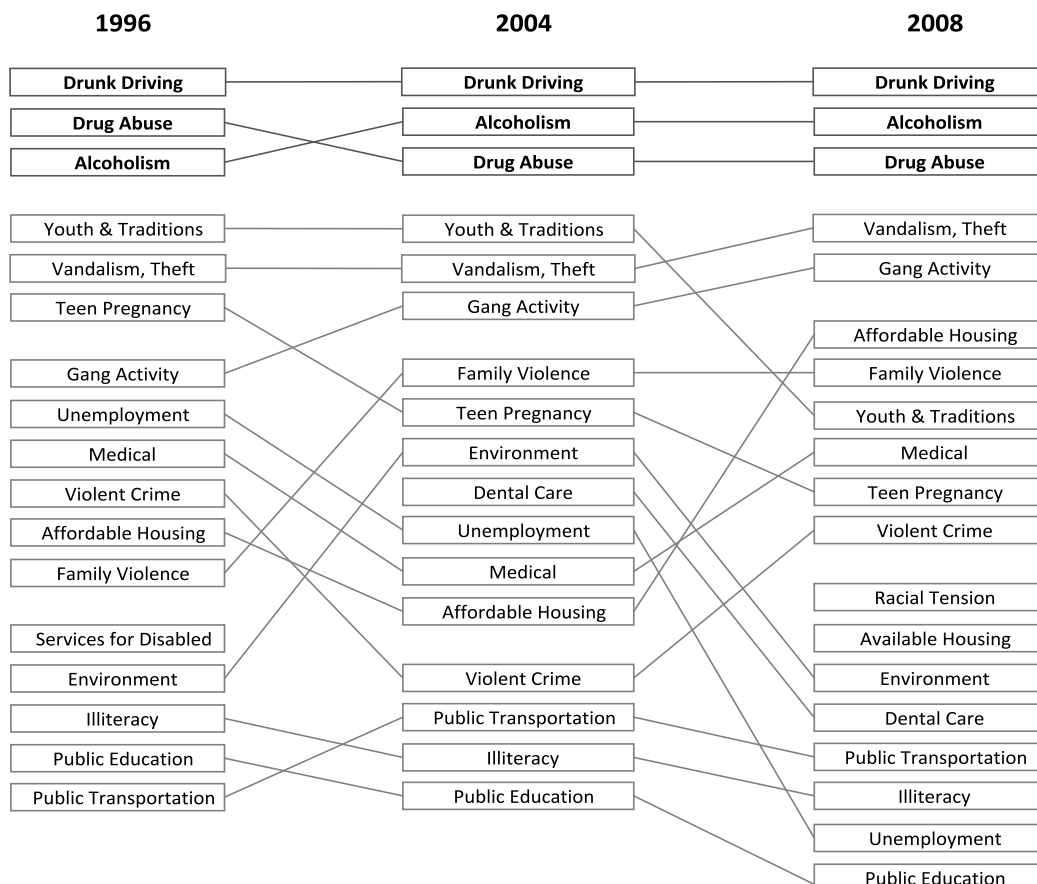 1996
2004
2008
Drunk Driving
Drug Abuse
Alcoholism
Youth & Traditions
Vandalism, Theft
Teen Pregnancy
Gang Activity
Unemployment
Medical
Violent Crime
Affordable Housing
Family Violence
Services for Disabled
Environment
Illiteracy
Public Education
Public Transportation
Drunk Driving
Alcoholism
Drug Abuse
Youth & Traditions
Vandalism, Theft
Gang Activity
Family Violence
Teen Pregnancy
Environment
Dental Care
Unemployment
Medical
Affordable Housing
Violent Crime
Public Transportation
Illiteracy
Public Education
Drunk Driving
Alcoholism
Drug Abuse
Vandalism, Theft
Gang Activity
Affordable Housing
Family Violence
Youth & Traditions
Medical
Teen Pregnancy
Violent Crime
Racial Tension
Available Housing
Environment
Dental Care
Public Transportation
Illiteracy
Unemployment
Public Education